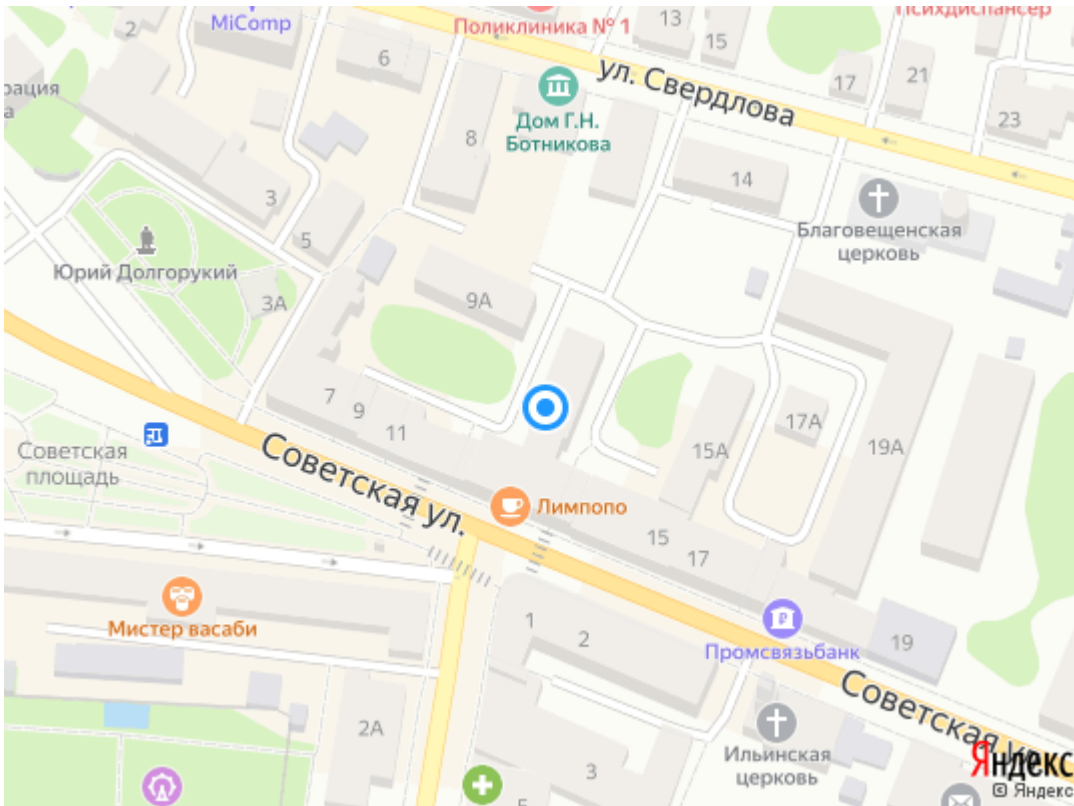 MiComp
Поликлиника № 1
Психдиспансер
2
13
15
6
ул. Свердлова
17
21
23
рация
а
8
Дом Г.Н.
Ботникова
14
3
5
Благовещенская
церковь
Юрий Долгорукий
3А
9А
7
9
11
17А
15А
19А
Советская
площадь
Советская ул.
Лимпопо
15
17
Мистер васаби
1
2
19
Промсвязьбанк
Советская ул.
2А
Ильинская
церковь
3
5
Яндекс
© Яндекс